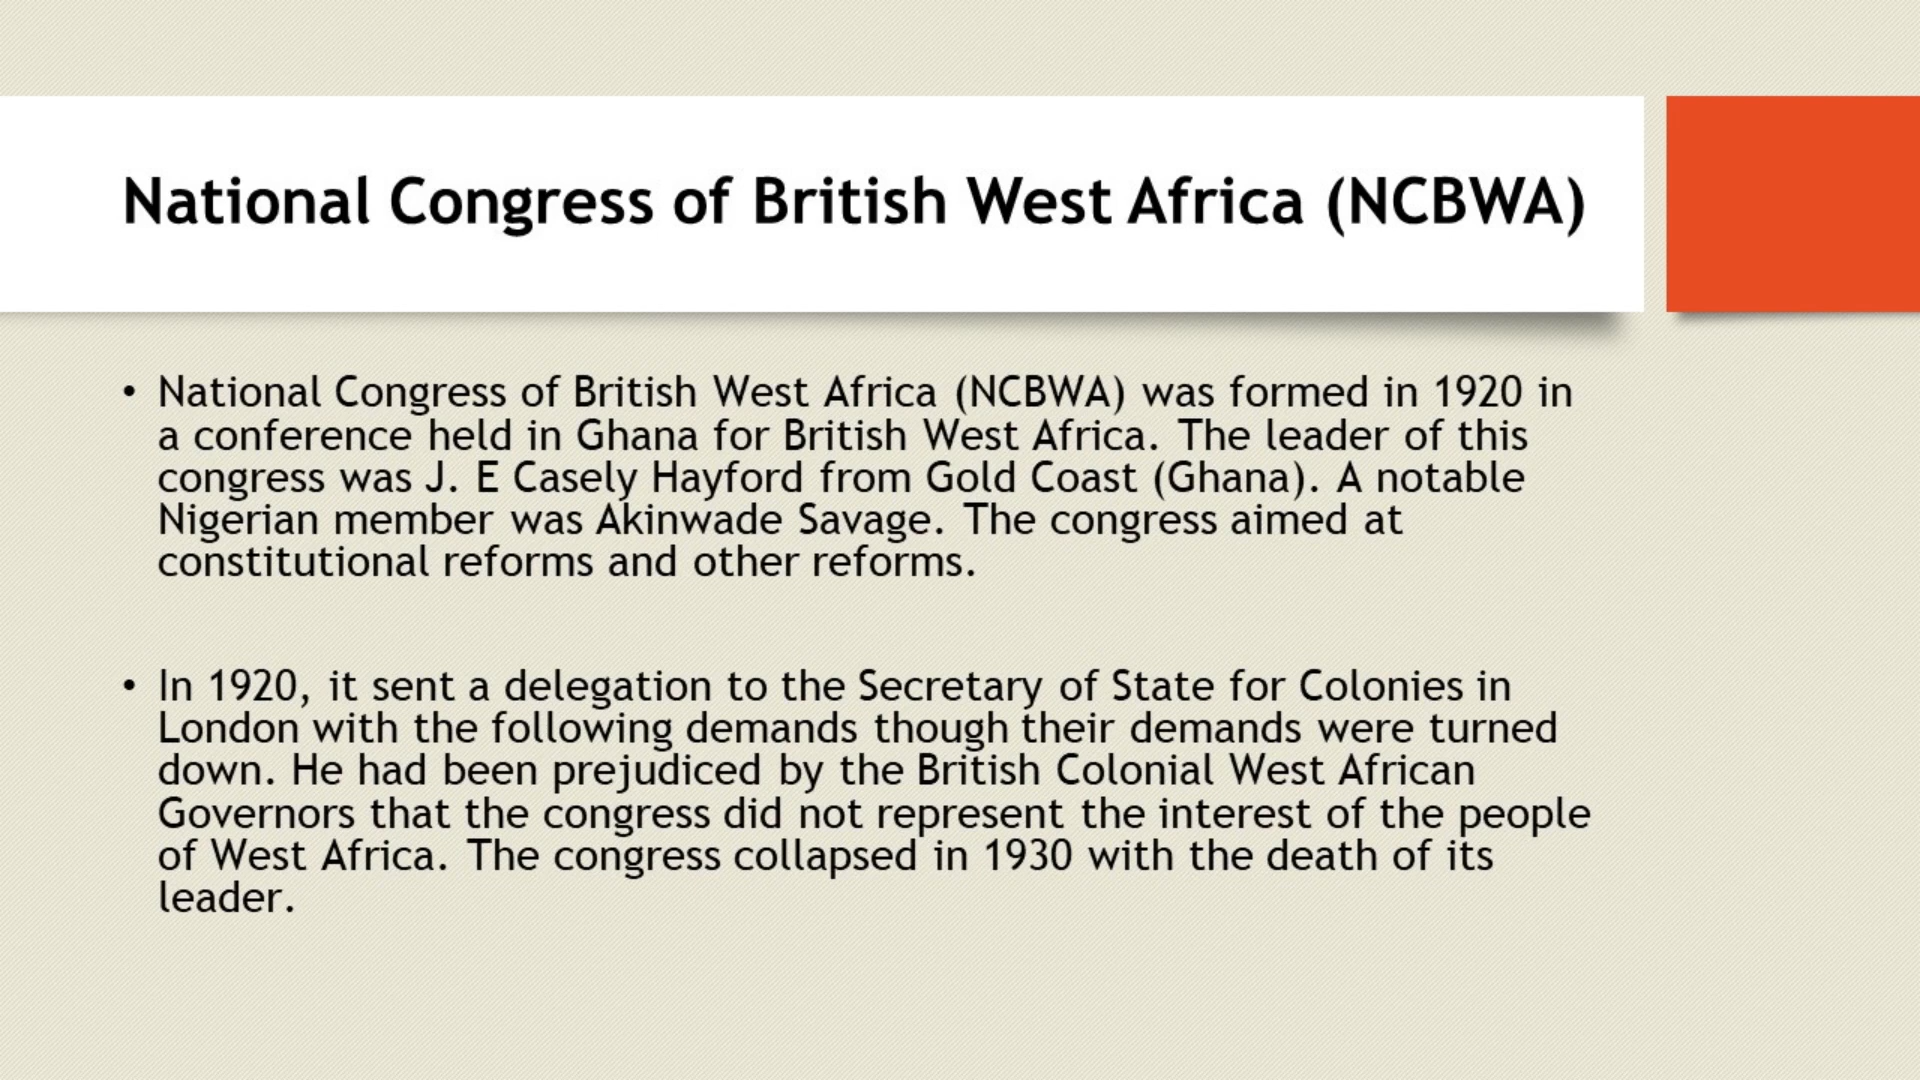 National Congress of British West Africa (NCBWA)
• National Congress of British West Africa (NCBWA) was formed in 1920 in
a conference held in Ghana for British West Africa. The leader of this
congress was J. E Casely Hayford from Gold Coast (Ghana). A notable
Nigerian member was Akinwade Savage. The congress aimed at
constitutional reforms and other reforms.
• In 1920, it sent a delegation to the Secretary of State for Colonies in
London with the following demands though their demands were turned
down. He had been prejudiced by the British Colonial West African
Governors that the congress did not represent the interest of the people
of West Africa. The congress collapsed in 1930 with the death of its
leader.